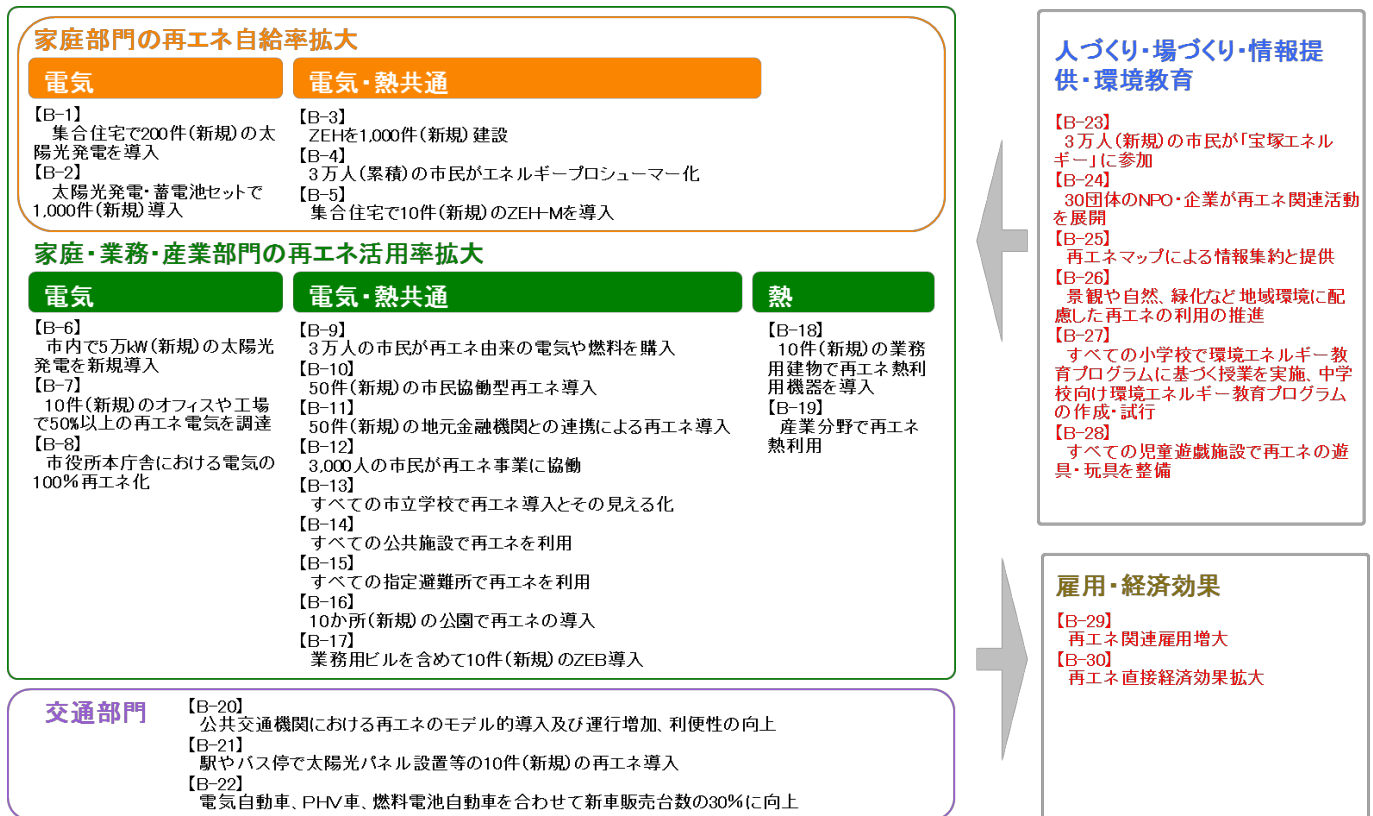 家庭部門の再エネ自給率拡大
電気
【B-1】
集合住宅で200件(新規)の太
陽光発電を導入
【B-2】
太陽光発電・蓄電池セットで
1,000件(新規)導入
電気・熱共通
【B-3】
ZEHを1,000件(新規)建設
【B-4】
3万人(累積)の市民がエネルギープロシューマー化
【B-5】
集合住宅で10件(新規)のZEH-Mを導入
家庭・業務・産業部門の再エネ活用率拡大
電気
【B-6】
市内で5万kW(新規)の太陽光
発電を新規導入
【B-7】
10件(新規)のオフィスや工場
で50%以上の再エネ電気を調達
【B-8】
市役所本庁舎における電気の
100%再エネ化
電気・熱共通
【B-9】
3万人の市民が再エネ由来の電気や燃料を購入
【B-10】
50件(新規)の市民協働型再エネ導入
【B-11】
50件(新規)の地元金融機関との連携による再エネ導入
【B-12】
3,000人の市民が再エネ事業に協働
【B-13】
すべての市立学校で再エネ導入とその見える化
【B-14】
すべての公共施設で再エネを利用
【B-15】
すべての指定避難所で再エネを利用
【B-16】
10か所(新規)の公園で再エネの導入
【B-17】
業務用ビルを含めて10件(新規)のZEB導入
熱
【B-18】
10件(新規)の業務
用建物で再エネ熱利
用機器を導入
【B-19】
産業分野で再エネ
熱利用
交通部門
【B-20】
公共交通機関における再エネのモデル的導入及び運行増加、利便性の向上
【B-21】
駅やバス停で太陽光パネル設置等の10件(新規)の再エネ導入
【B-22】
電気自動車、PHV車、燃料電池自動車を合わせて新車販売台数の30%に向上
人づくり・場づくり・情報提
供・環境教育
【B-23】
3万人(新規)の市民が「宝塚エネル
ギー」に参加
【B-24】
30団体のNPO・企業が再エネ関連活動
を展開
【B-25】
再エネマップによる情報集約と提供
【B-26】
景観や自然、緑化など地域環境に配
慮した再エネの利用の推進
【B-27】
すべての小学校で環境エネルギー教
育プログラムに基づく授業を実施、中学
校向け環境エネルギー教育プログラム
の作成・試行
【B-28】
すべての児童遊戯施設で再エネの遊
具・玩具を整備
雇用・経済効果
【B-29】
再エネ関連雇用増大
【B-30】
再エネ直接経済効果拡大